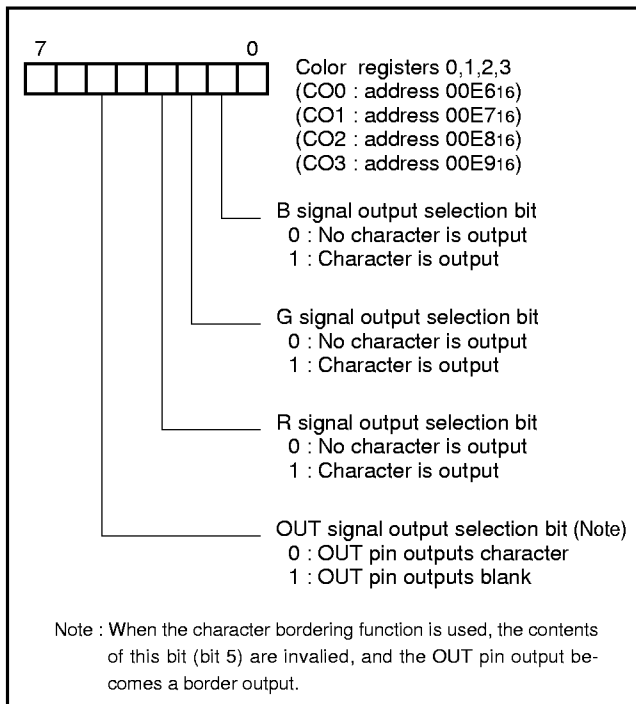 7 0
Color registers 0,1,2,3
(CO0 : address 00E616)
(CO1 : address 00E716)
(CO2 : address 00E816)
(CO3 : address 00E916)
B signal output selection bit
0 : No character is output
1 : Character is output
G signal output selection bit
0 : No character is output
1 : Character is output
R signal output selection bit
0 : No character is output
1 : Character is output
OUT signal output selection bit (Note)
0 : OUT pin outputs character
1 : OUT pin outputs blank
Note : When the character bordering function is used, the contents
of this bit (bit 5) are invalied, and the OUT pin output be-
comes a border output.